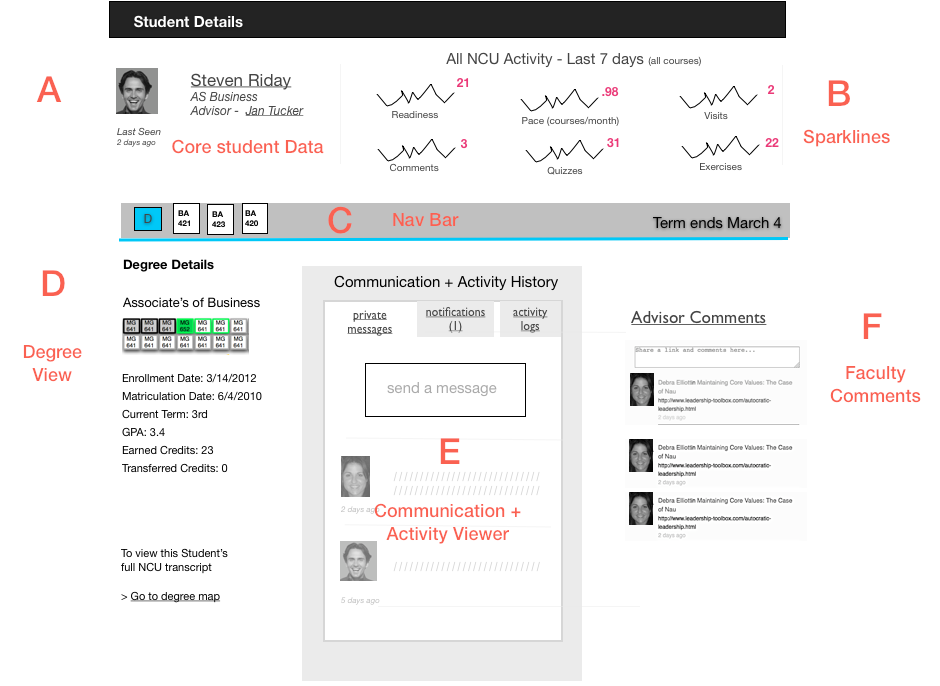 Student Details
A
Steven Riday
AS Business
Advisor - Jan Tucker
Last Seen
2 days ago
Core student Data
All NCU Activity - Last 7 days (all courses)
21
Readiness
.98
Pace (courses/month)
2
Visits
3
Comments
31
Quizzes
22
Exercises
B
Sparklines
D
BA
421
BA
423
BA
420
C
Nav Bar
Term ends March 4
D
Degree
View
Degree Details
Associate's of Business
MG MG MG MG MG MG MG
641 641 641 652 641 641 641
MG MG MG MG MG MG MG
641 641 641 641 641 641 641
Enrollment Date: 3/14/2012
Matriculation Date: 6/4/2010
Current Term: 3rd
GPA: 3.4
Earned Credits: 23
Transferred Credits: 0
To view this Student's
full NCU transcript
> Go to degree map
Communication + Activity History
private
messages
notifications
(1)
activity
logs
send a message
E
2 days ago
Communication +
Activity Viewer
5 days ago
Advisor Comments
Share a link and comments here...
Debra Elliottin Maintaining Core Values: The Case
of Nau
http://www.leadership-toolbox.com/autocratic-
leadership.html
2 days ago
Debra Elliottin Maintaining Core Values: The Case
of Nau
http://www.leadership-toolbox.com/autocratic-
leadership.html
2 days ago
Debra Elliottin Maintaining Core Values: The Case
of Nau
http://www.leadership-toolbox.com/autocratic-
leadership.html
2 days ago
F
Faculty
Comments